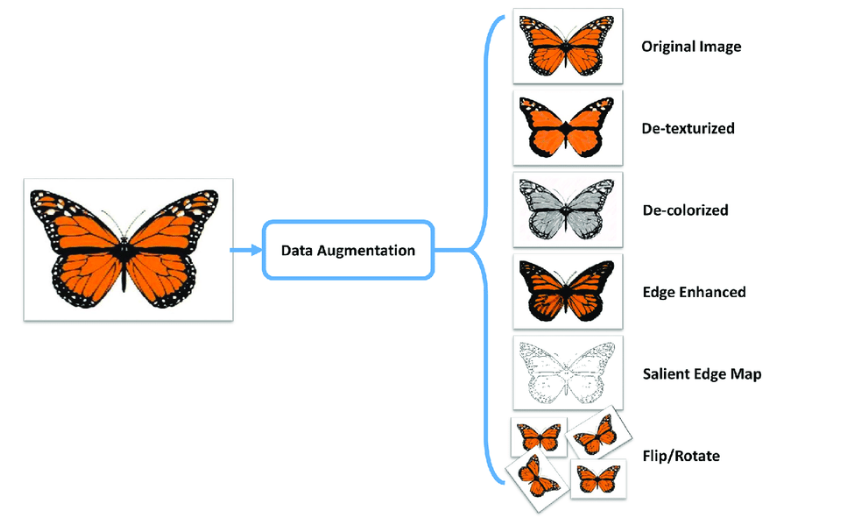 Original Image
De-texturized
De-colorized
Data Augmentation
Edge Enhanced
Salient Edge Map
Flip/Rotate